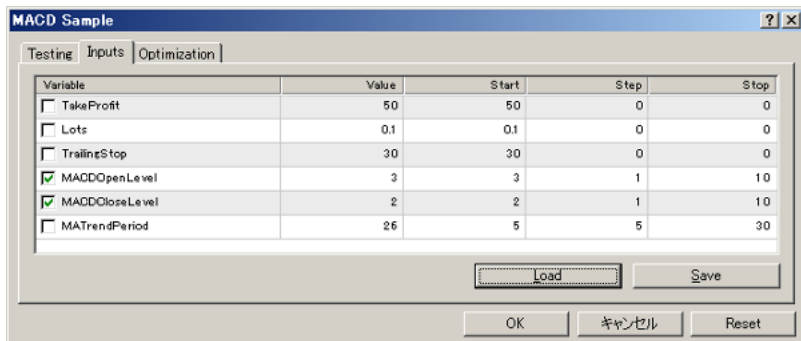 MACD Sample
Testing Inputs Optimization
Variable Value Start Step Stop
TakeProfit 50 50 0 0
Lots 0.1 0.1 0 0
TrailingStop 30 30 0 0
MACDOpenLevel 3 3 1 10
MACDCloseLevel 2 2 1 10
MATrendPeriod 26 5 5 30
Load Save
OK キャンセル Reset